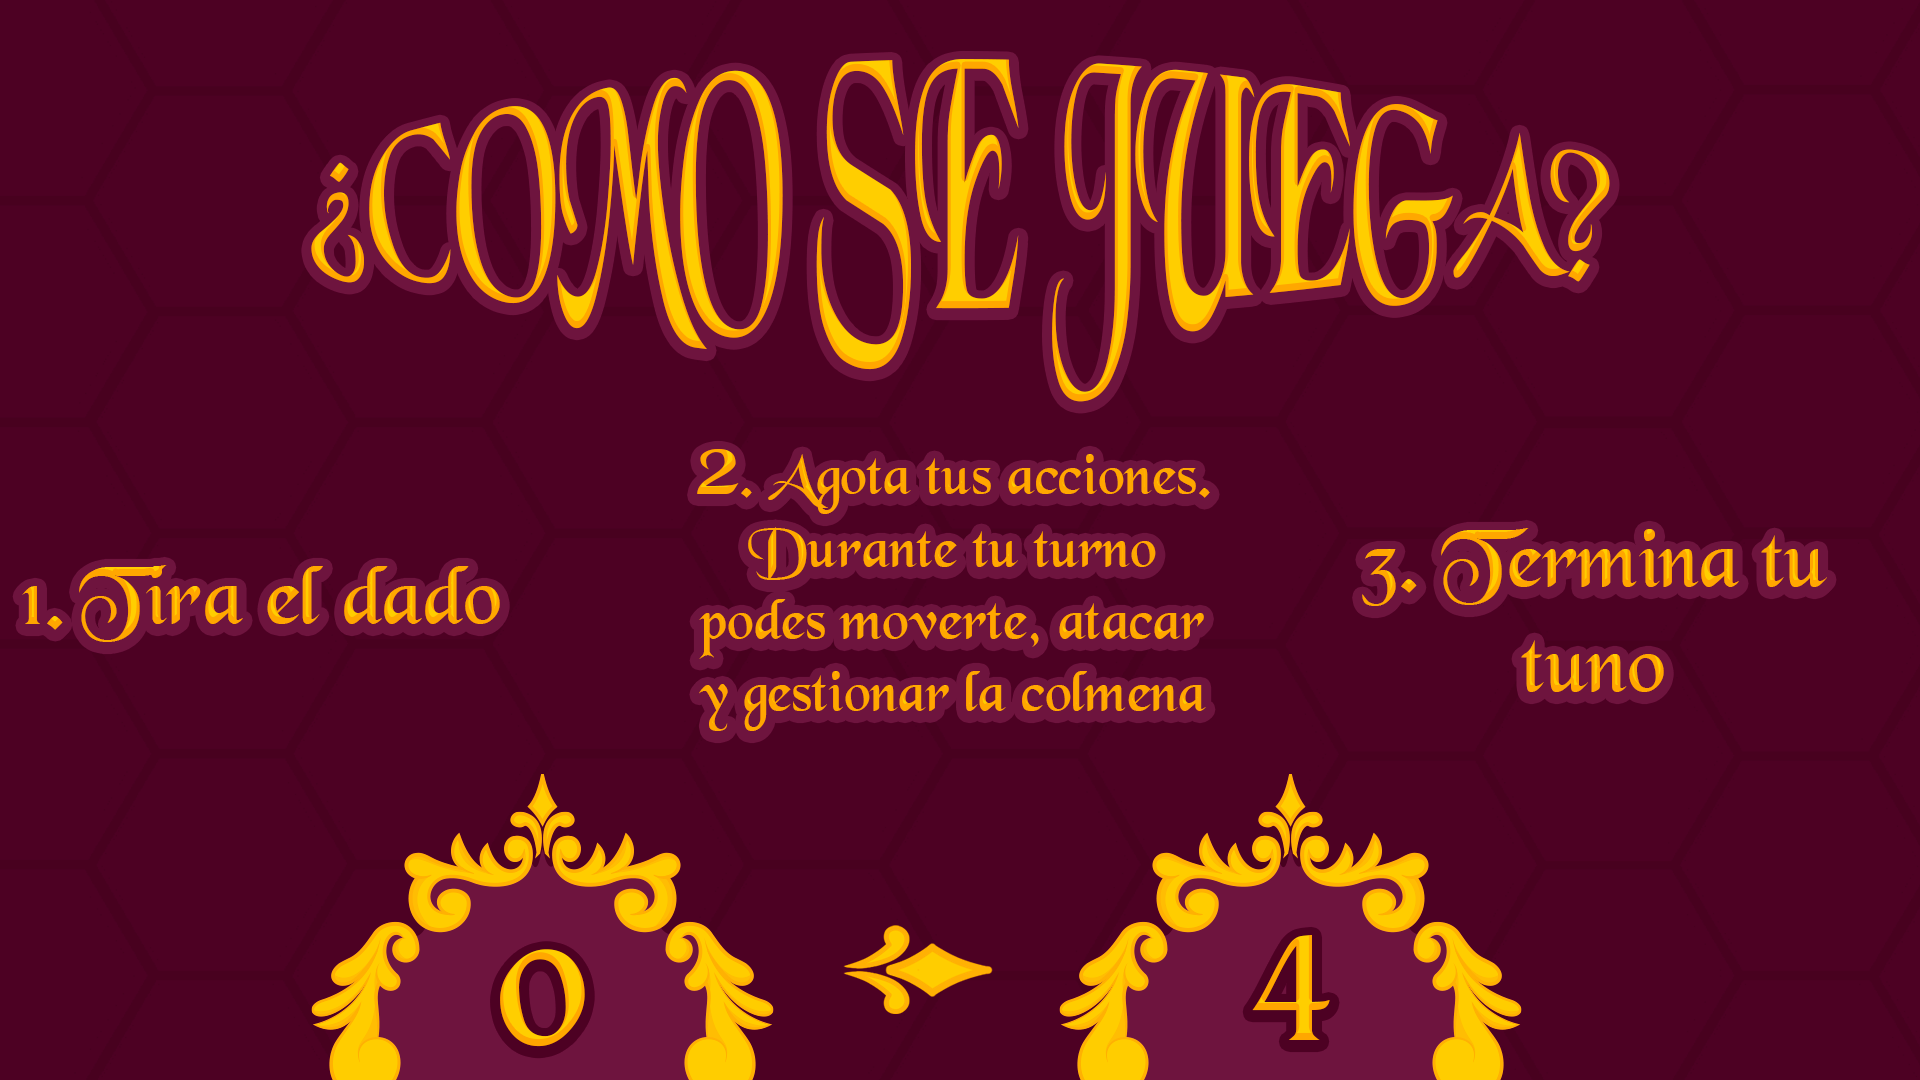 ¿COMO SE JUEGA?
1. Tira el dado
2. Agota tus acciones.
Durante tu turno
podes moverte, atacar
y gestionar la colmena
3. Termina tu
tuno
0
4